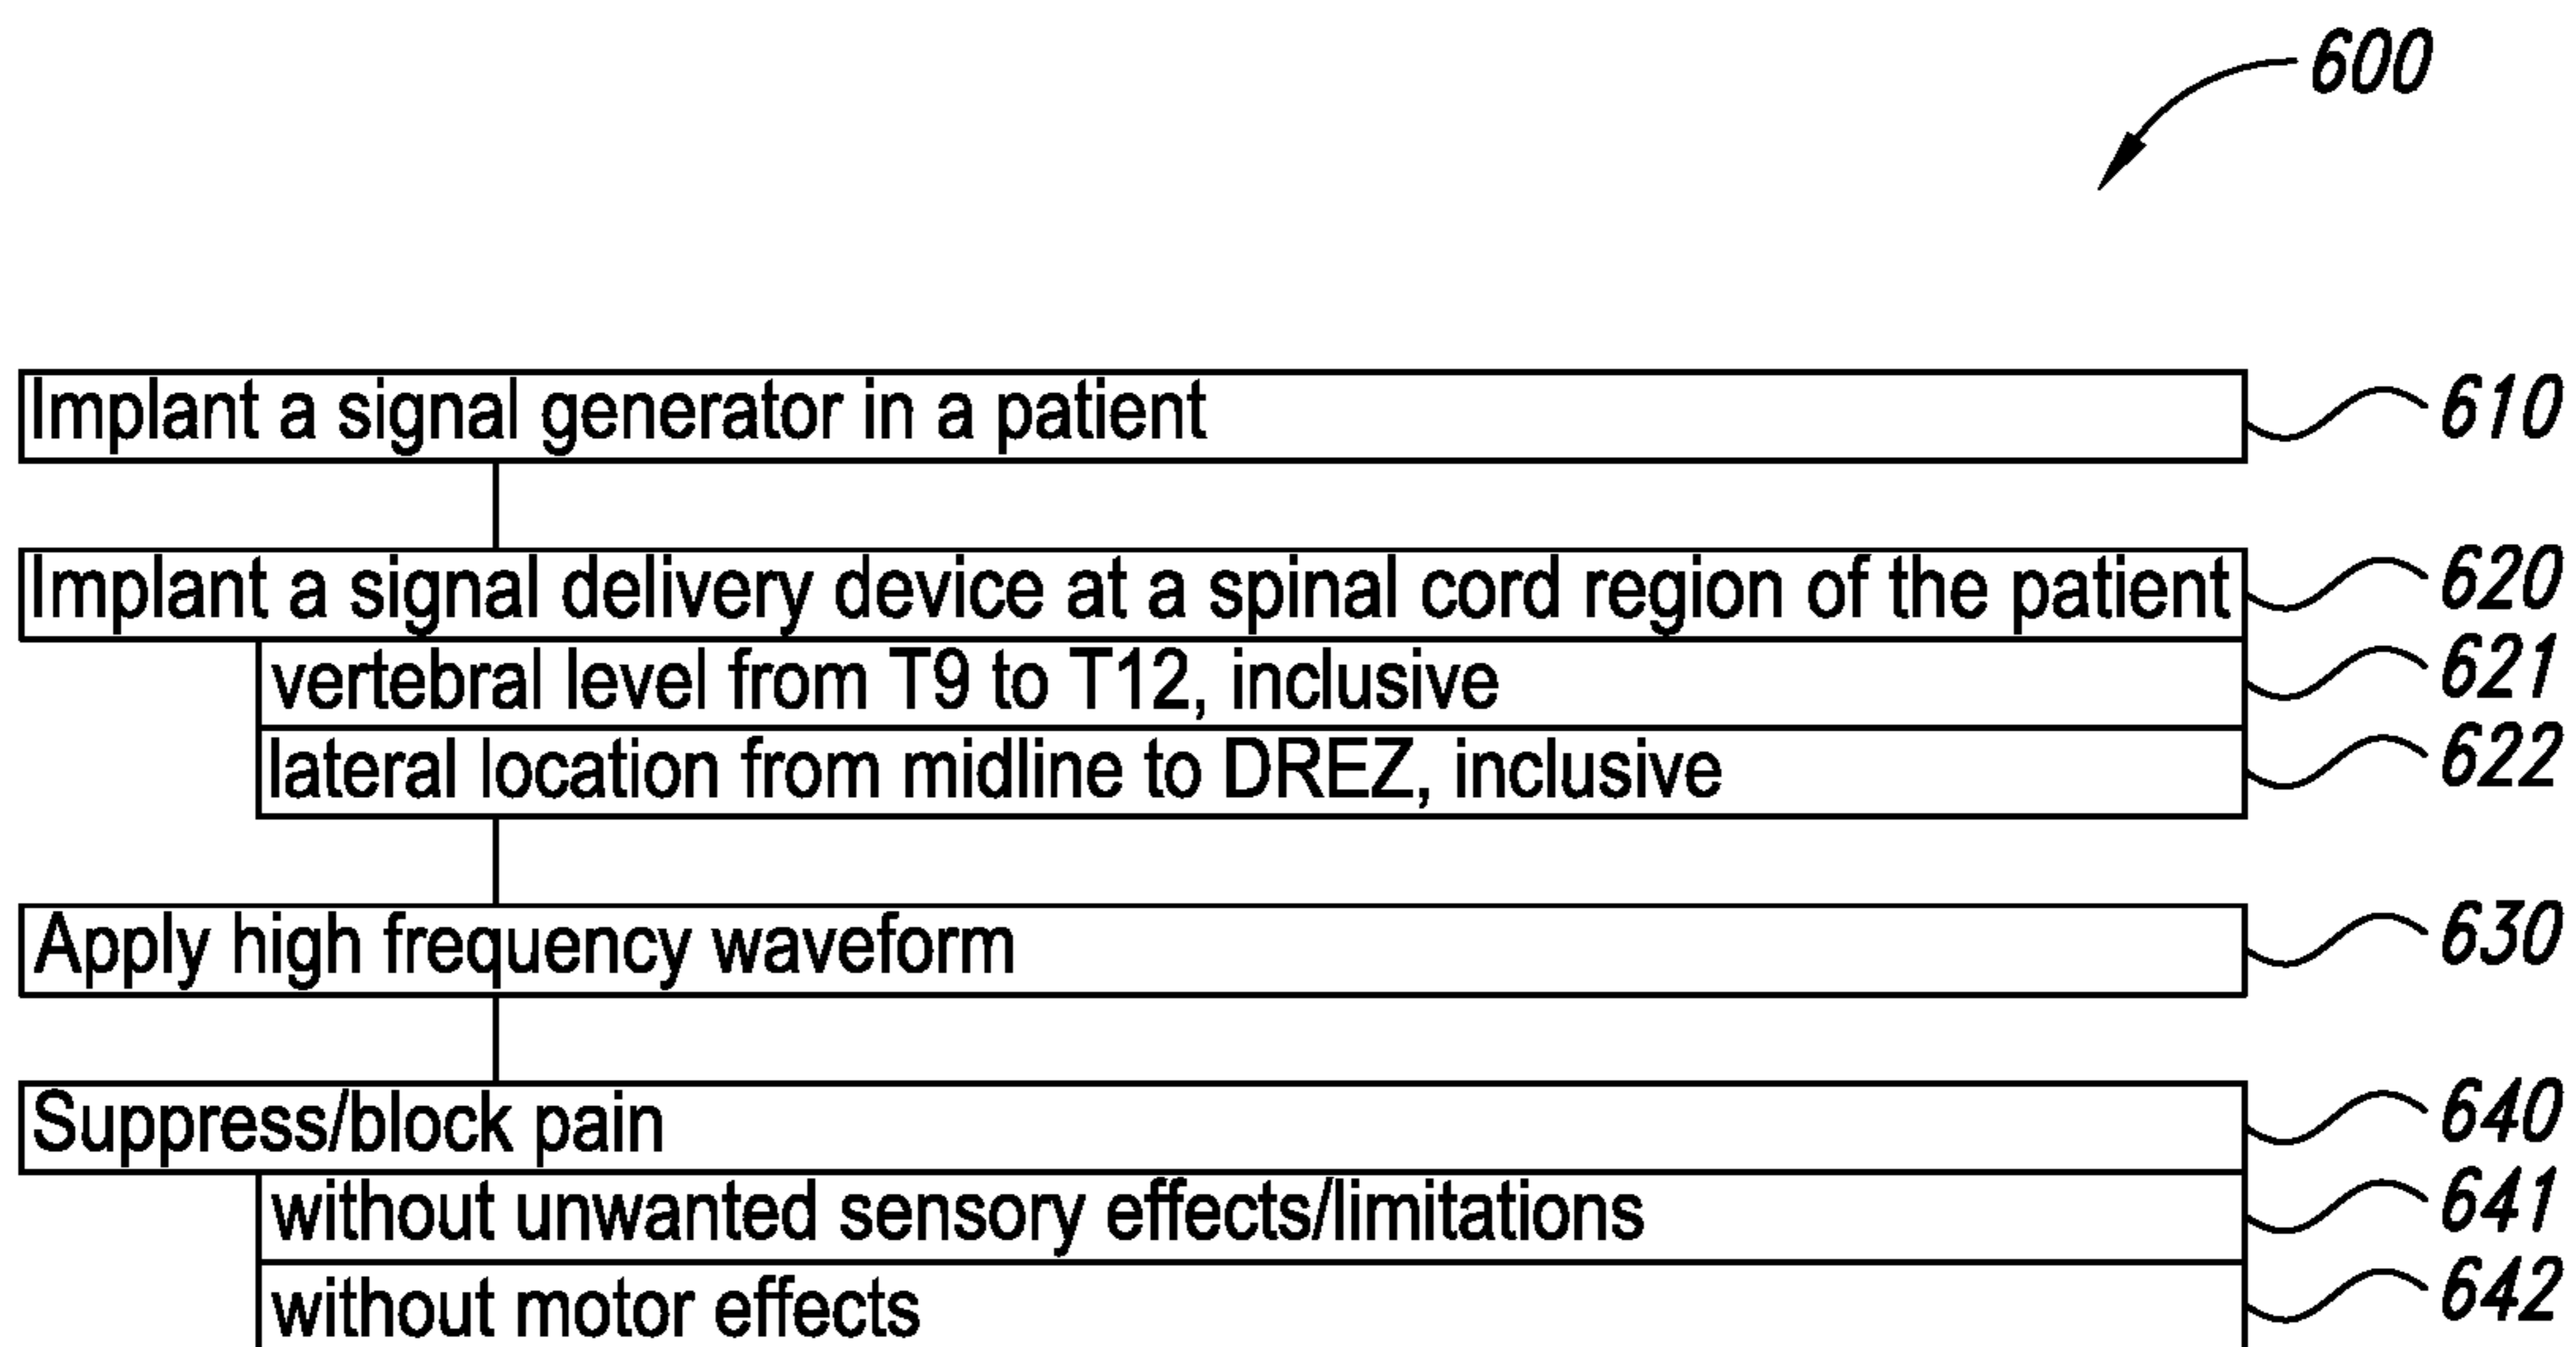 600
Implant a signal generator in a patient 610
Implant a signal delivery device at a spinal cord region of the patient 620
vertebral level from T9 to T12, inclusive 621
lateral location from midline to DREZ, inclusive 622
Apply high frequency waveform 630
Suppress/block pain 640
without unwanted sensory effects/limitations 641
without motor effects 642